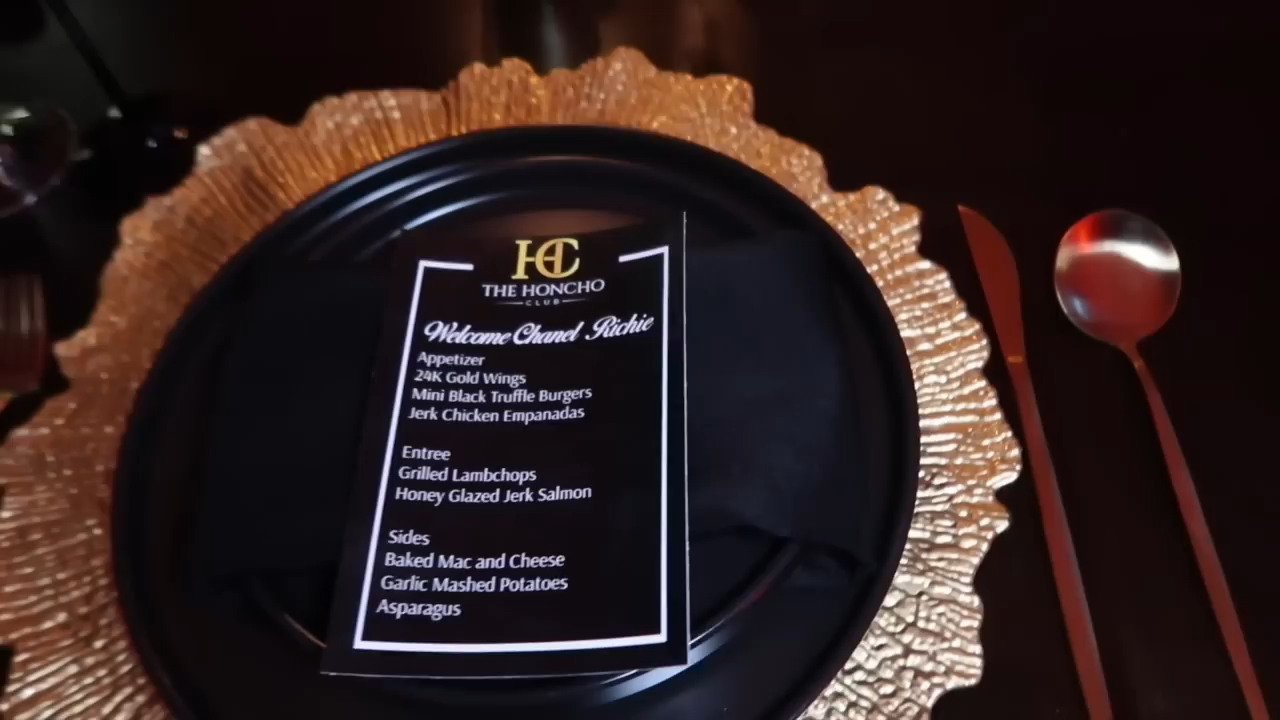 HC
THE HONCHO
CLUB
Welcome Chanel Richie
Appetizer
24K Gold Wings
Mini Black Truffle Burgers
Jerk Chicken Empanadas
Entree
Grilled Lambchops
Honey Glazed Jerk Salmon
Sides
Baked Mac and Cheese
Garlic Mashed Potatoes
Asparagus